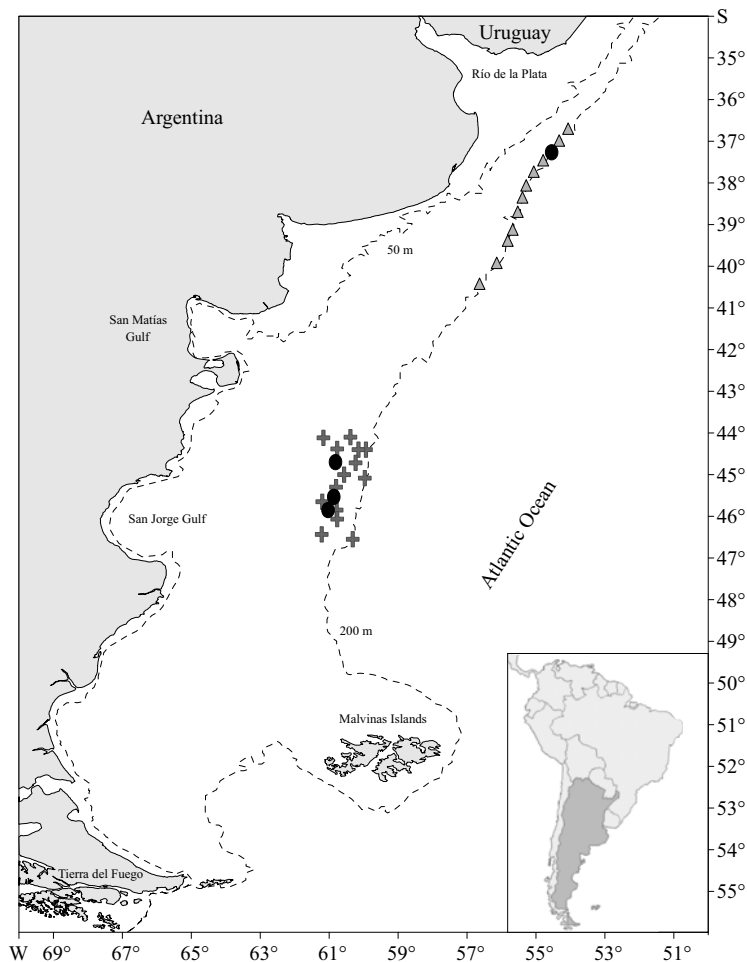 S
Uruguay
35°
Río de la Plata
36°
Argentina
37°
38°
39°
50 m
40°
41°
San Matías
Gulf
42°
43°
44°
45°
San Jorge Gulf
46°
Atlantic Ocean
47°
48°
200 m
49°
50°
Malvinas Islands
51°
52°
53°
54°
Tierra del Fuego
55°
W 69° 67° 65° 63° 61° 59° 57° 55° 53° 51°